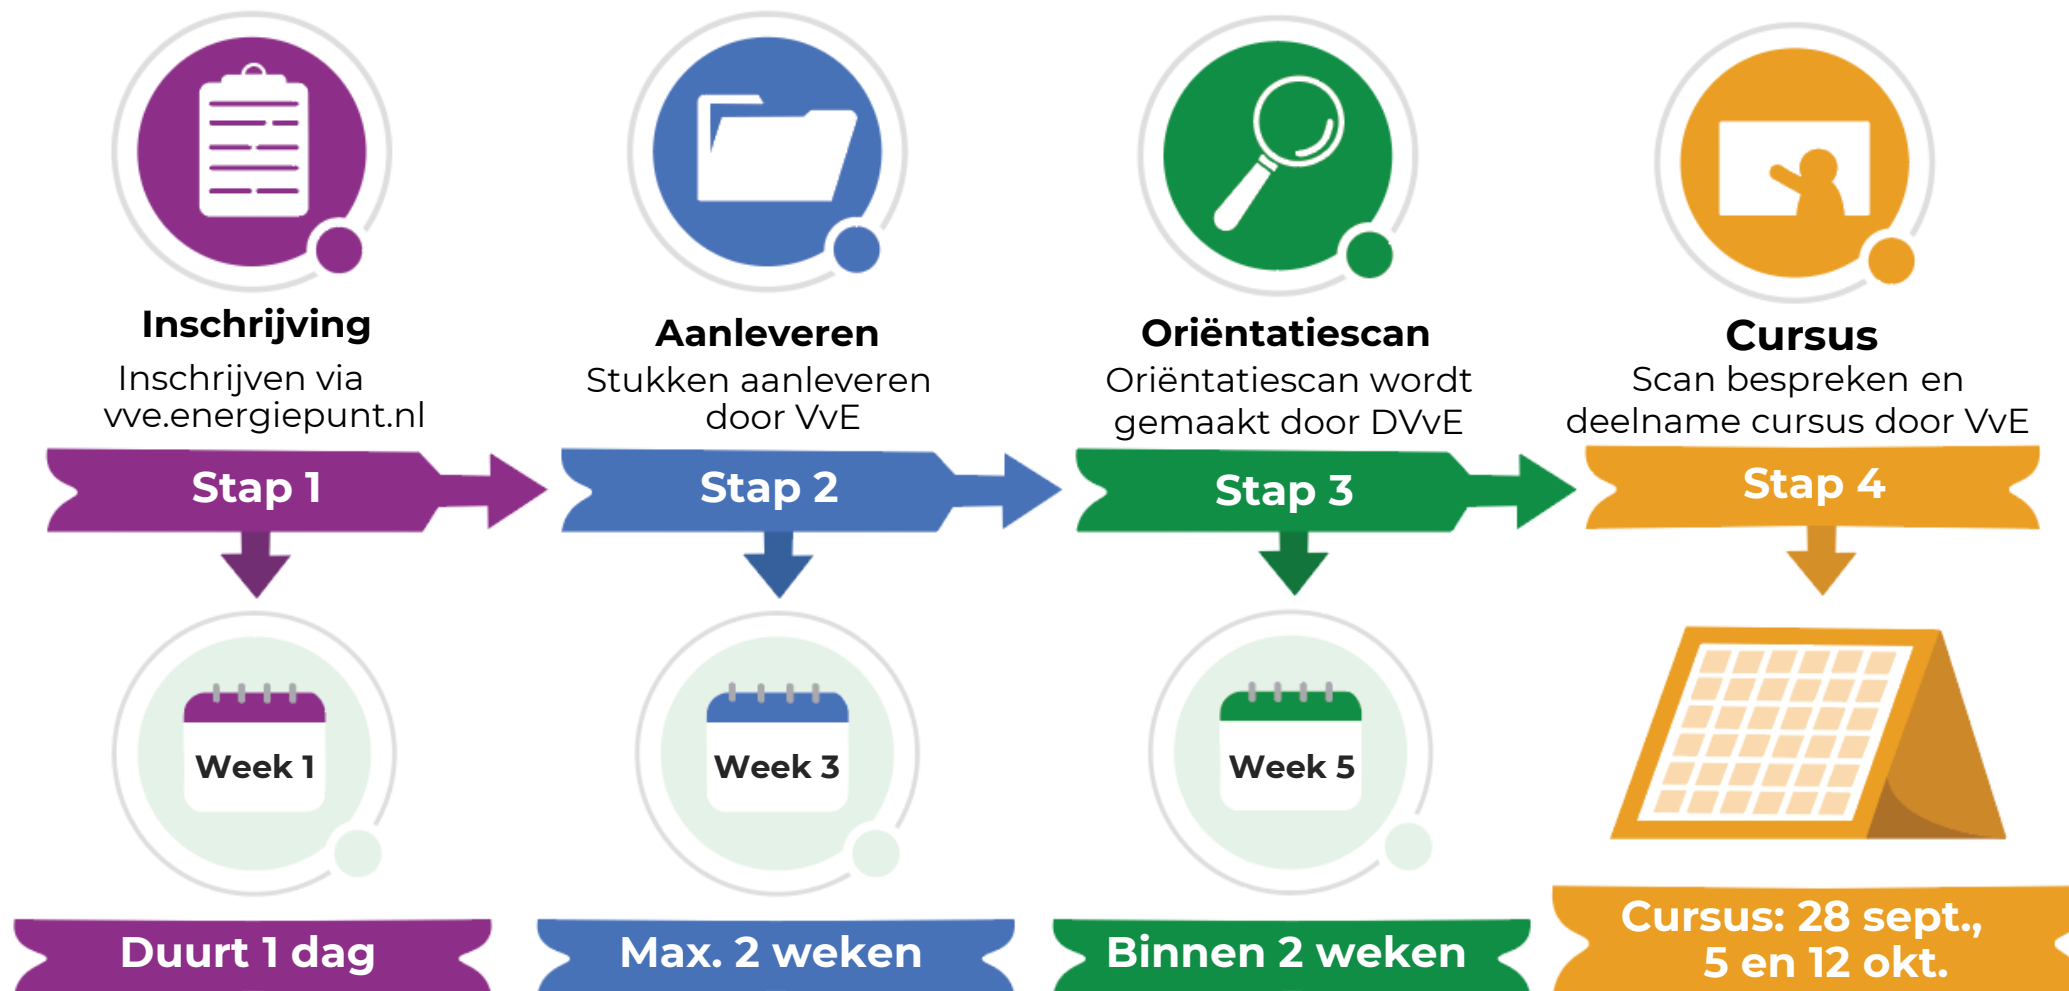 Inschrijving
Inschrijven via
vve.energiepunt.nl
Stap 1
Week 1
Duurt 1 dag
Aanleveren
Stukken aanleveren
door VvE
Stap 2
Week 3
Max. 2 weken
Oriëntatiescan
Oriëntatiescan wordt
gemaakt door DVvE
Stap 3
Week 5
Binnen 2 weken
Cursus
Scan bespreken en
deelname cursus door VvE
Stap 4
Cursus: 28 sept.,
5 en 12 okt.